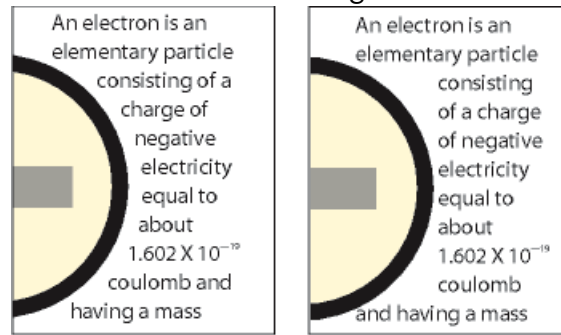 An electron is an
elementary particle
consisting of a
charge of
negative
electricity
equal to
about
1.602 X 10⁻¹⁹
coulomb and
having a mass
An electron is an
elementary particle
consisting
of a charge
of negative
electricity
equal to
about
1.602 X 10⁻¹⁹
coulomb
and having a mass